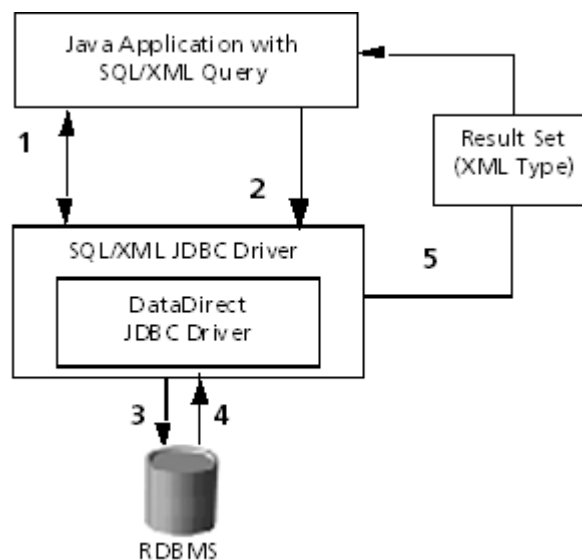 Java Application with
SQL/XML Query
1
2
Result Set
(XML Type)
SQL/XML JDBC Driver
5
DataDirect
JDBC Driver
3
4
RDBMS